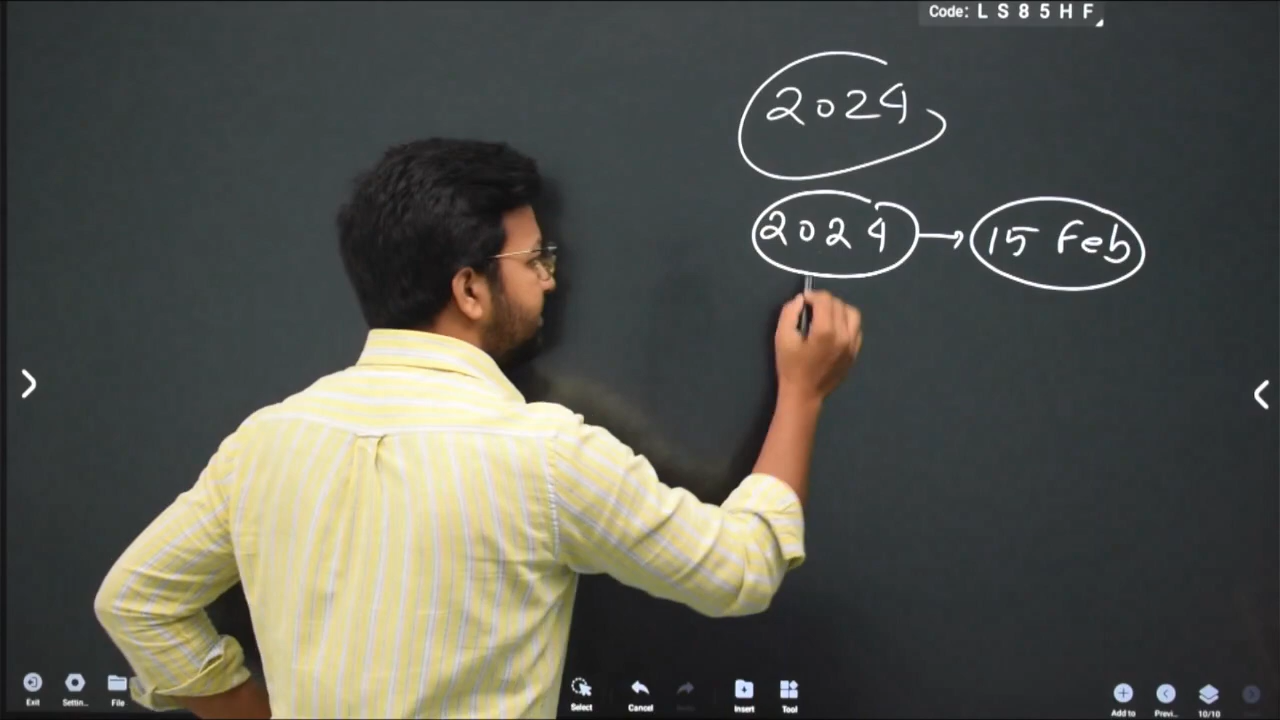 Code: L S 8 5 H F
2024
2024 → 15 Feb
Exit Settin.. File Select Cancel Insert Tool Add to Previ.. 10/10